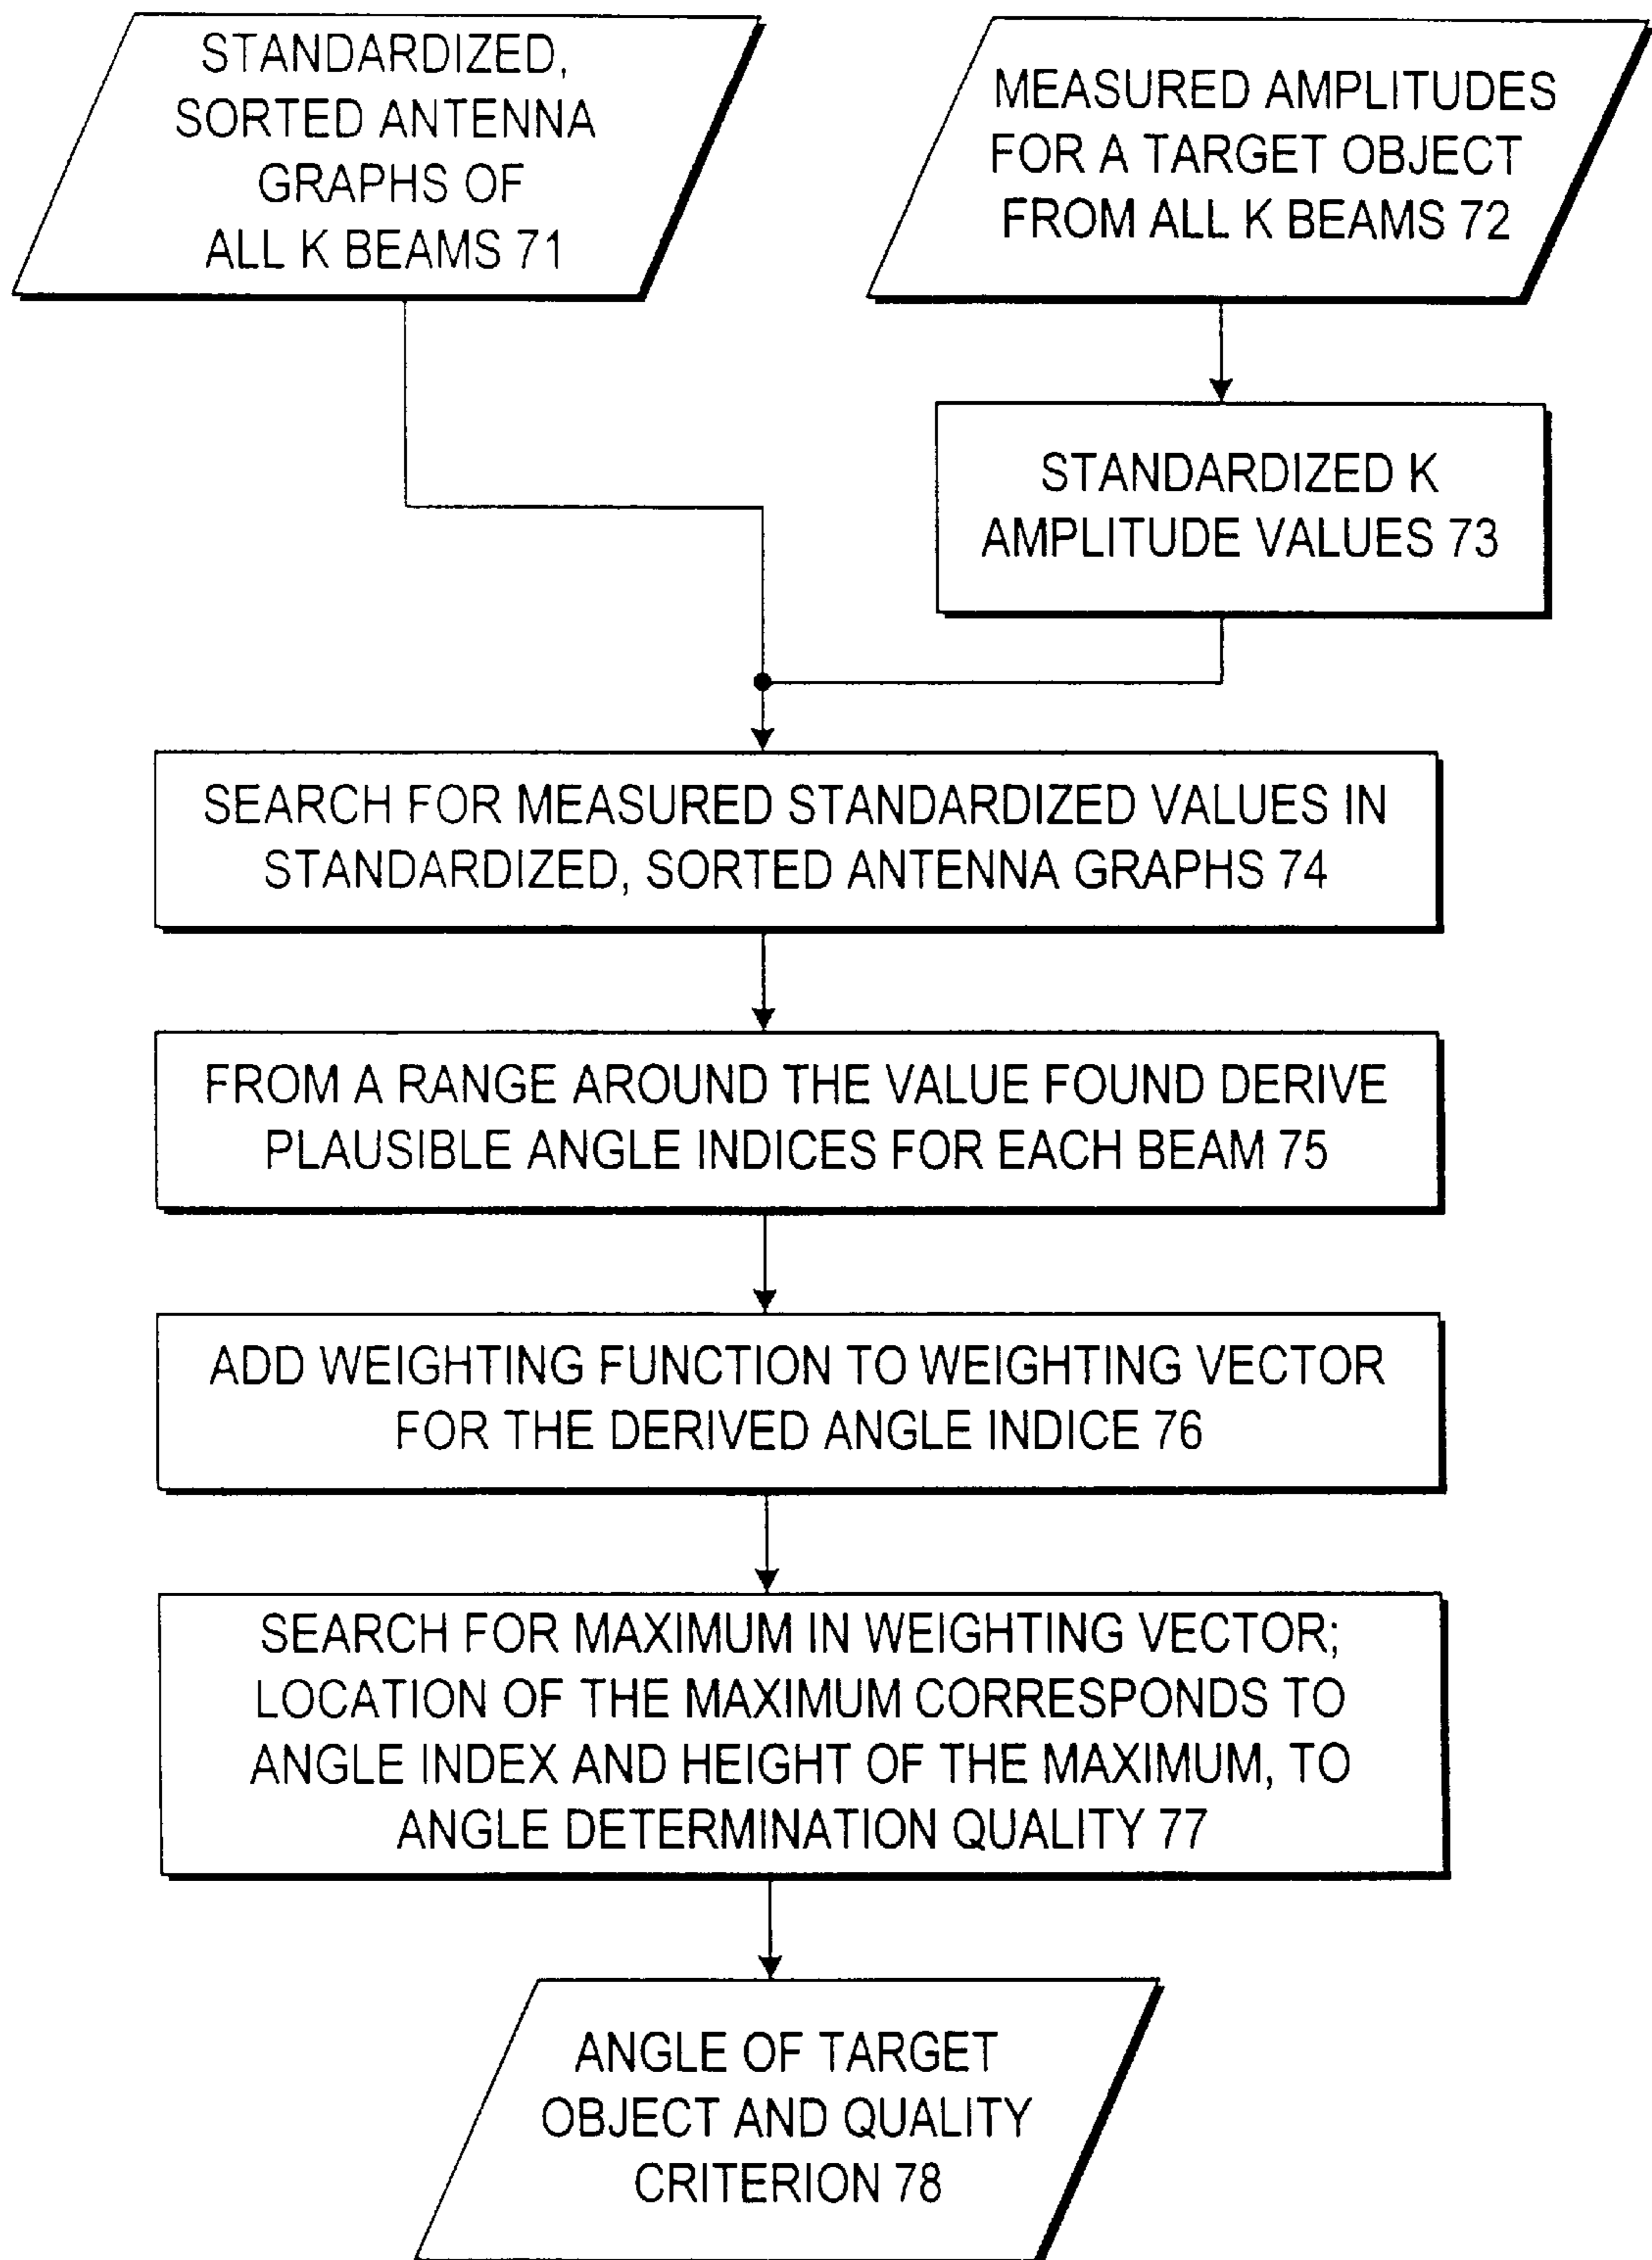 STANDARDIZED,
SORTED ANTENNA
GRAPHS OF
ALL K BEAMS 71
MEASURED AMPLITUDES
FOR A TARGET OBJECT
FROM ALL K BEAMS 72
STANDARDIZED K
AMPLITUDE VALUES 73
SEARCH FOR MEASURED STANDARDIZED VALUES IN
STANDARDIZED, SORTED ANTENNA GRAPHS 74
FROM A RANGE AROUND THE VALUE FOUND DERIVE
PLAUSIBLE ANGLE INDICES FOR EACH BEAM 75
ADD WEIGHTING FUNCTION TO WEIGHTING VECTOR
FOR THE DERIVED ANGLE INDICE 76
SEARCH FOR MAXIMUM IN WEIGHTING VECTOR;
LOCATION OF THE MAXIMUM CORRESPONDS TO
ANGLE INDEX AND HEIGHT OF THE MAXIMUM, TO
ANGLE DETERMINATION QUALITY 77
ANGLE OF TARGET
OBJECT AND QUALITY
CRITERION 78